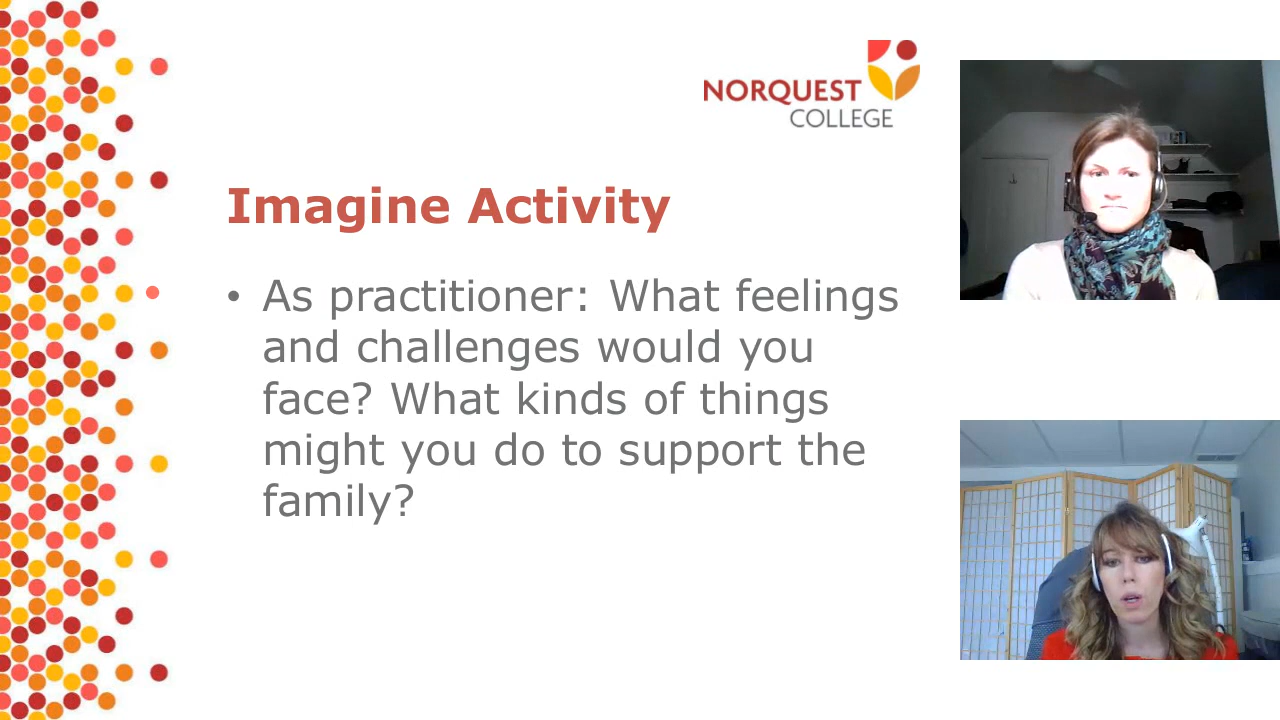 NORQUEST
COLLEGE
Imagine Activity
• As practitioner: What feelings
and challenges would you
face? What kinds of things
might you do to support the
family?